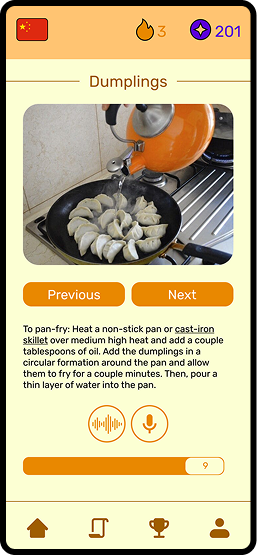 3
201
Dumplings
Previous
Next
To pan-fry: Heat a non-stick pan or cast-iron
skillet over medium high heat and add a couple
tablespoons of oil. Add the dumplings in a
circular formation around the pan and allow
them to fry for a couple minutes. Then, pour a
thin layer of water into the pan.
9